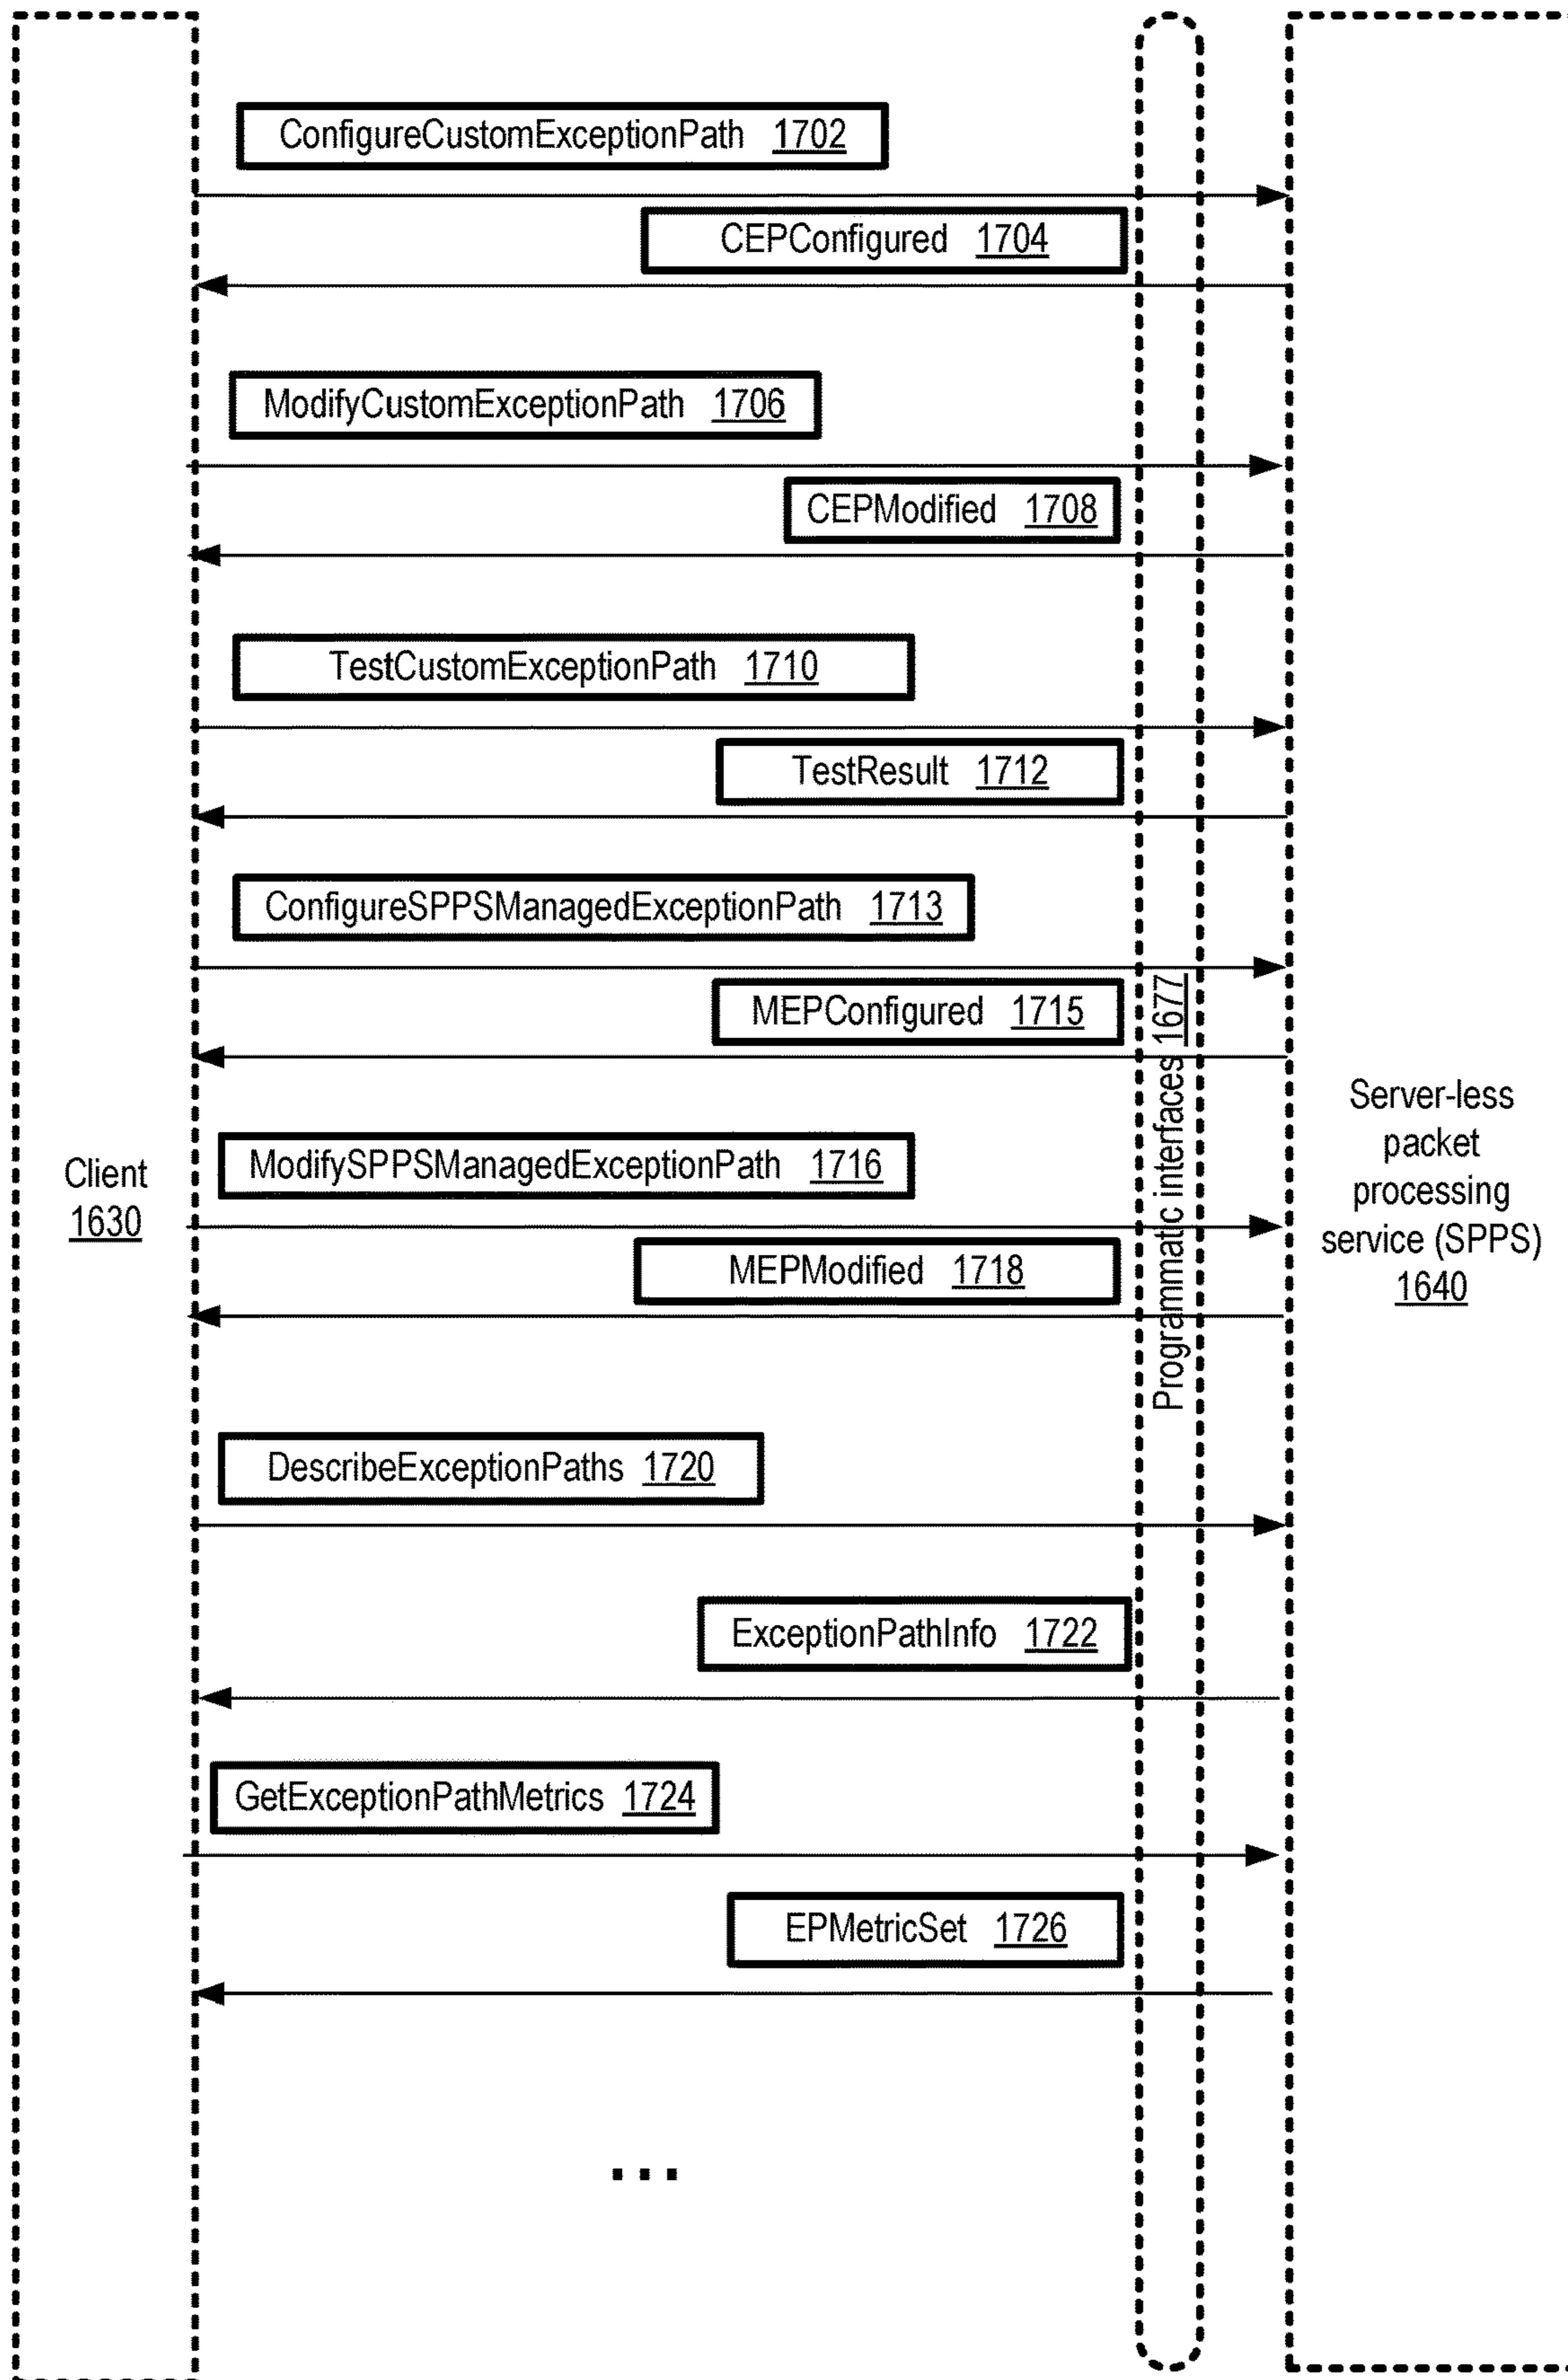 ConfigureCustomExceptionPath 1702
CEPConfigured 1704
ModifyCustomExceptionPath 1706
CEPModified 1708
TestCustomExceptionPath 1710
TestResult 1712
ConfigureSPPSManagedExceptionPath 1713
MEPConfigured 1715
ModifySPPSManagedExceptionPath 1716
MEPModified 1718
DescribeExceptionPaths 1720
ExceptionPathInfo 1722
GetExceptionPathMetrics 1724
EPMetricSet 1726
...
Client
1630
Programmatic interfaces 1677
Server-less
packet
processing
service (SPPS)
1640